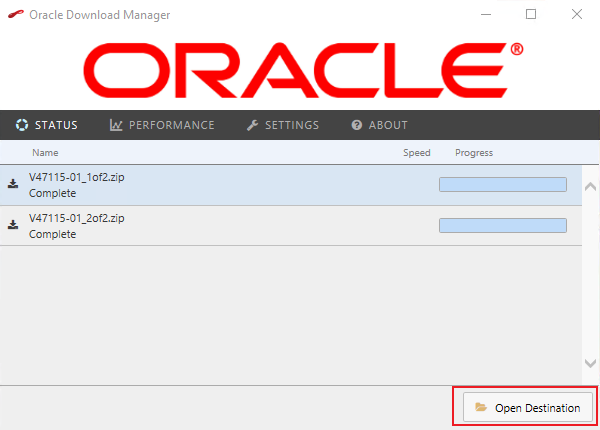 Oracle Download Manager
ORACLE®
STATUS PERFORMANCE SETTINGS ABOUT
Name Speed Progress
V47115-01_1of2.zip
Complete
V47115-01_2of2.zip
Complete
Open Destination